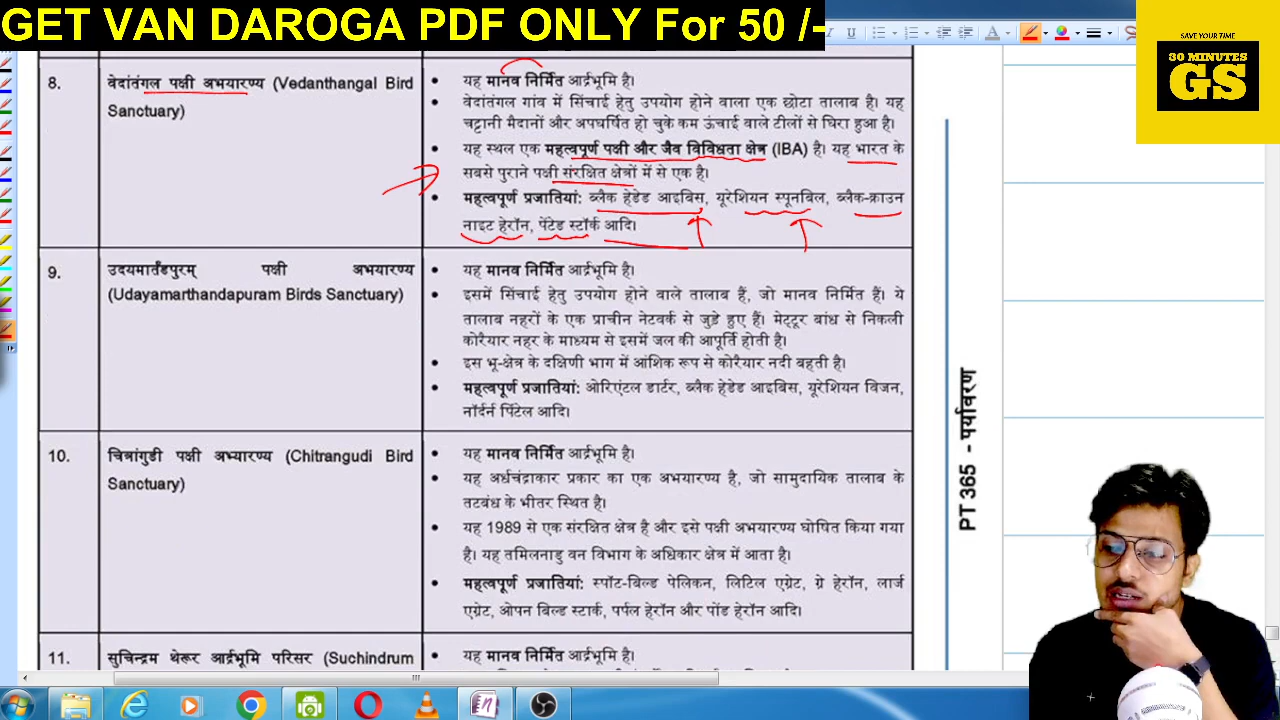 GET VAN DAROGA PDF ONLY For 50 /-
SAVE YOUR TIME
30 MINUTES
GS
8.
वेदांतंगल पक्षी अभयारण्य (Vedanthangal Bird
Sanctuary)
• यह मानव निर्मित आर्द्रभूमि है।
• वेदांतंगल गांव में सिंचाई हेतु उपयोग होने वाला एक छोटा तालाब है। यह
चट्टानी मैदानों और अपघर्षित हो चुके कम ऊंचाई वाले टीलों से घिरा हुआ है।
• यह स्थल एक महत्वपूर्ण पक्षी और जैव विविधता क्षेत्र (IBA) है। यह भारत के
सबसे पुराने पक्षी संरक्षित क्षेत्रों में से एक है।
• महत्वपूर्ण प्रजातियां: ब्लैक हेडेड आइबिस, यूरेशियन स्पूनबिल, ब्लैक-क्राउन
नाइट हेरॉन, पेंटेड स्टॉर्क आदि।
9.
उदयमार्तंडपुरम् पक्षी अभयारण्य
(Udayamarthandapuram Birds Sanctuary)
• यह मानव निर्मित आर्द्रभूमि है।
• इसमें सिंचाई हेतु उपयोग होने वाले तालाब हैं, जो मानव निर्मित हैं। ये
तालाब नहरों के एक प्राचीन नेटवर्क से जुड़े हुए हैं। मेट्टूर बांध से निकली
कोरैयार नहर के माध्यम से इसमें जल की आपूर्ति होती है।
• इस भू-क्षेत्र के दक्षिणी भाग में आंशिक रूप से कोरैयार नदी बहती है।
• महत्वपूर्ण प्रजातियां: ओरिएंटल डार्टर, ब्लैक हेडेड आइबिस, यूरेशियन विजन,
नॉर्दर्न पिंटेल आदि।
10.
चित्रांगुडी पक्षी अभ्यारण्य (Chitrangudi Bird
Sanctuary)
• यह मानव निर्मित आर्द्रभूमि है।
• यह अर्धचंद्राकार प्रकार का एक अभयारण्य है, जो सामुदायिक तालाब के
तटबंध के भीतर स्थित है।
• यह 1989 से एक संरक्षित क्षेत्र है और इसे पक्षी अभयारण्य घोषित किया गया
है। यह तमिलनाडु वन विभाग के अधिकार क्षेत्र में आता है।
• महत्वपूर्ण प्रजातियां: स्पॉट-बिल्ड पेलिकन, लिटिल एग्रेट, ग्रे हेरॉन, लार्ज
एग्रेट, ओपन बिल्ड स्टार्क, पर्पल हेरॉन और पोंड हेरॉन आदि।
11.
सुचिन्द्रम थेरूर आर्द्रभूमि परिसर (Suchindrum
• यह मानव निर्मित आर्द्रभूमि है।
PT 365 - पर्यावरण